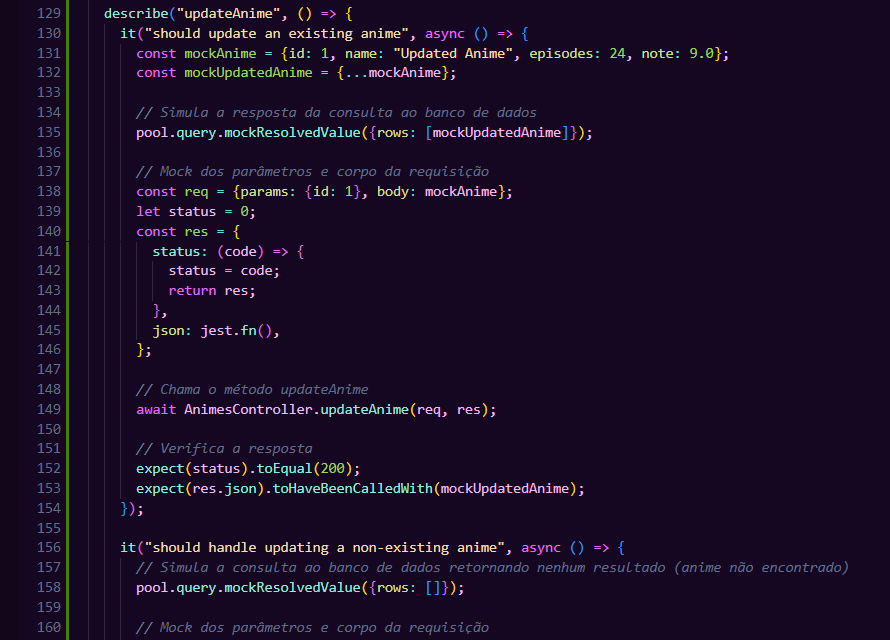 129 describe("updateAnime", () => {
130 it("should update an existing anime", async () => {
131 const mockAnime = {id: 1, name: "Updated Anime", episodes: 24, note: 9.0};
132 const mockUpdatedAnime = {...mockAnime};
133
134 // Simula a resposta da consulta ao banco de dados
135 pool.query.mockResolvedValue({rows: [mockUpdatedAnime]});
136
137 // Mock dos parâmetros e corpo da requisição
138 const req = {params: {id: 1}, body: mockAnime};
139 let status = 0;
140 const res = {
141 status: (code) => {
142 status = code;
143 return res;
144 },
145 json: jest.fn(),
146 };
147
148 // Chama o método updateAnime
149 await AnimesController.updateAnime(req, res);
150
151 // Verifica a resposta
152 expect(status).toEqual(200);
153 expect(res.json).toHaveBeenCalledWith(mockUpdatedAnime);
154 });
155
156 it("should handle updating a non-existing anime", async () => {
157 // Simula a consulta ao banco de dados retornando nenhum resultado (anime não encontrado)
158 pool.query.mockResolvedValue({rows: []});
159
160 // Mock dos parâmetros e corpo da requisição